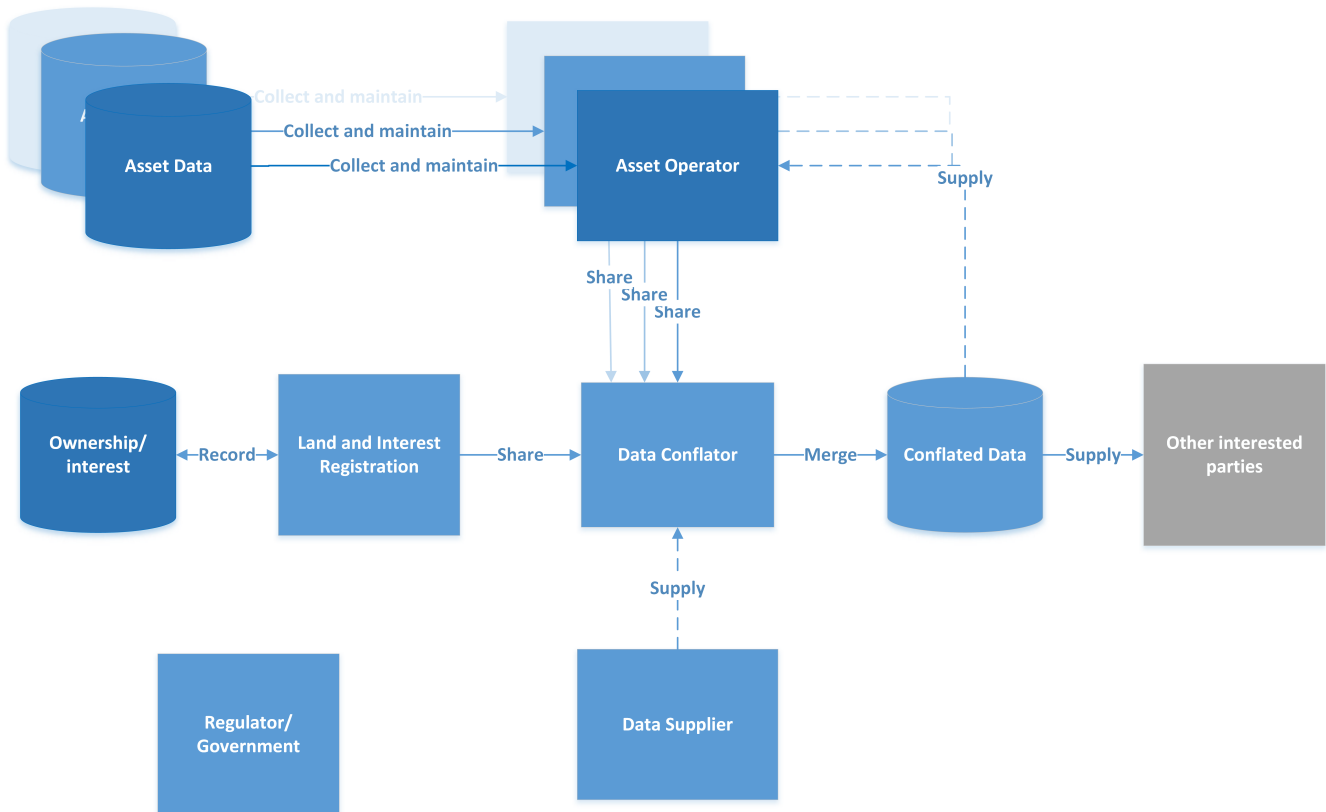 Collect and maintain
Collect and maintain
Collect and maintain
A
Asset Data
Asset Operator
Supply
Share
Share
Share
Ownership/
interest
Record
Land and Interest
Registration
Share
Data Conflator
Merge
Conflated Data
Supply
Other interested
parties
Supply
Regulator/
Government
Data Supplier